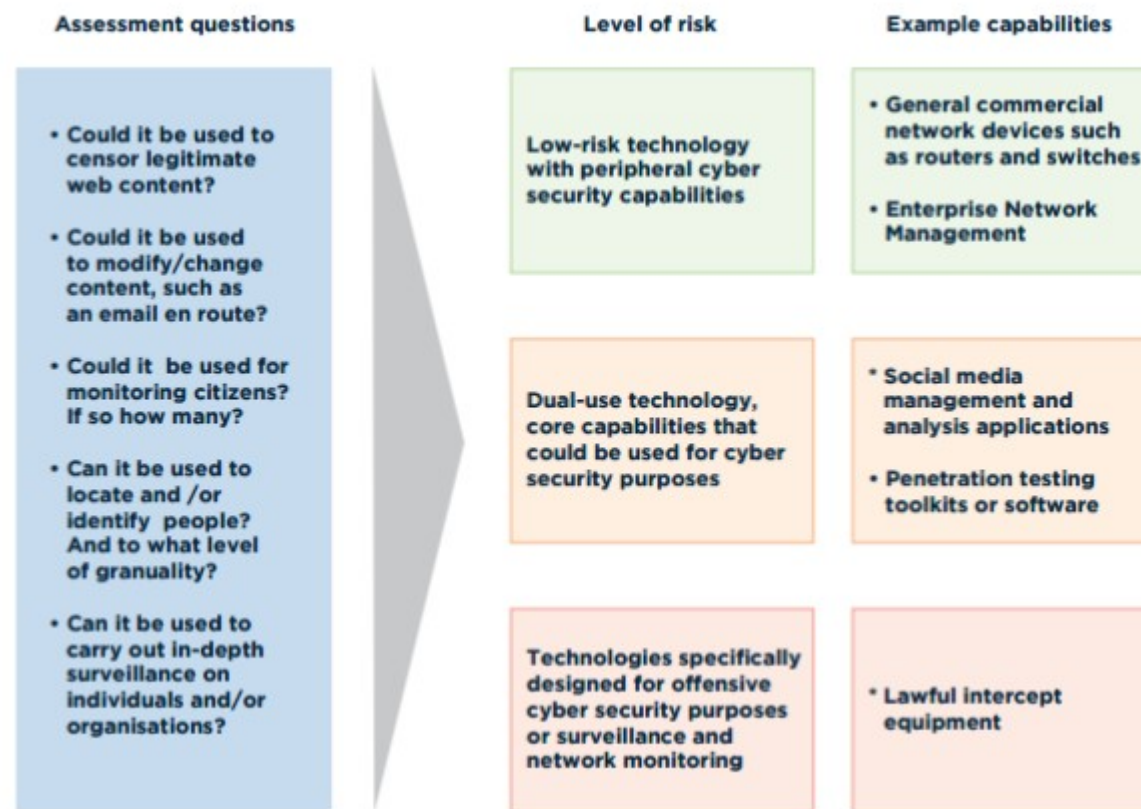 Assessment questions
• Could it be used to
censor legitimate
web content?
• Could it be used
to modify/change
content, such as
an email en route?
• Could it  be used for
monitoring citizens?
If so how many?
• Can it be used to
locate and /or
identify  people?
And to what level
of granuality?
• Can it be used to
carry out in-depth
surveillance on
individuals and/or
organisations?
Level of risk
Low-risk technology
with peripheral cyber
security capabilities
Dual-use technology,
core capabilities that
could be used for cyber
security purposes
Technologies specifically
designed for offensive
cyber security purposes
or surveillance and
network monitoring
Example capabilities
• General commercial
network devices such
as routers and switches
• Enterprise Network
Management
* Social media
management and
analysis applications
• Penetration testing
toolkits or software
* Lawful intercept
equipment